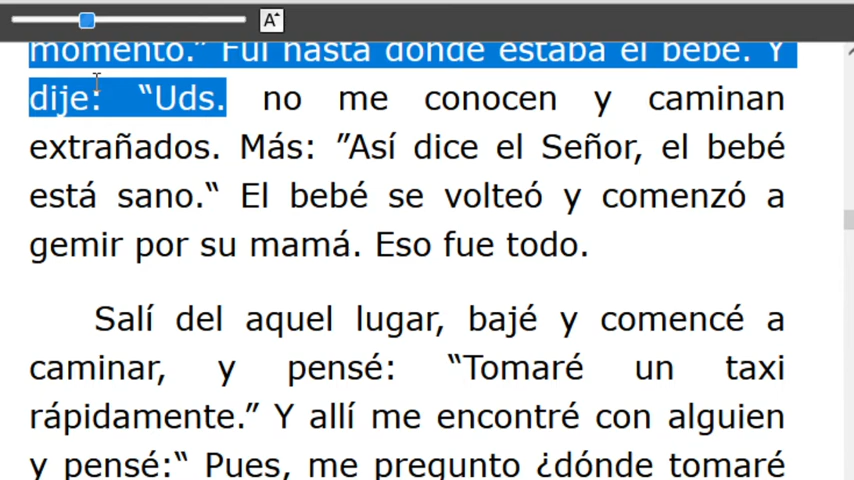 A
momento.” Fui hasta donde estaba el bebé. Y
dije: “Uds. no me conocen y caminan
extrañados. Más: ”Así dice el Señor, el bebé
está sano.“ El bebé se volteó y comenzó a
gemir por su mamá. Eso fue todo.
Salí del aquel lugar, bajé y comencé a
caminar, y pensé: “Tomaré un taxi
rápidamente.” Y allí me encontré con alguien
y pensé:“ Pues, me pregunto ¿dónde tomaré